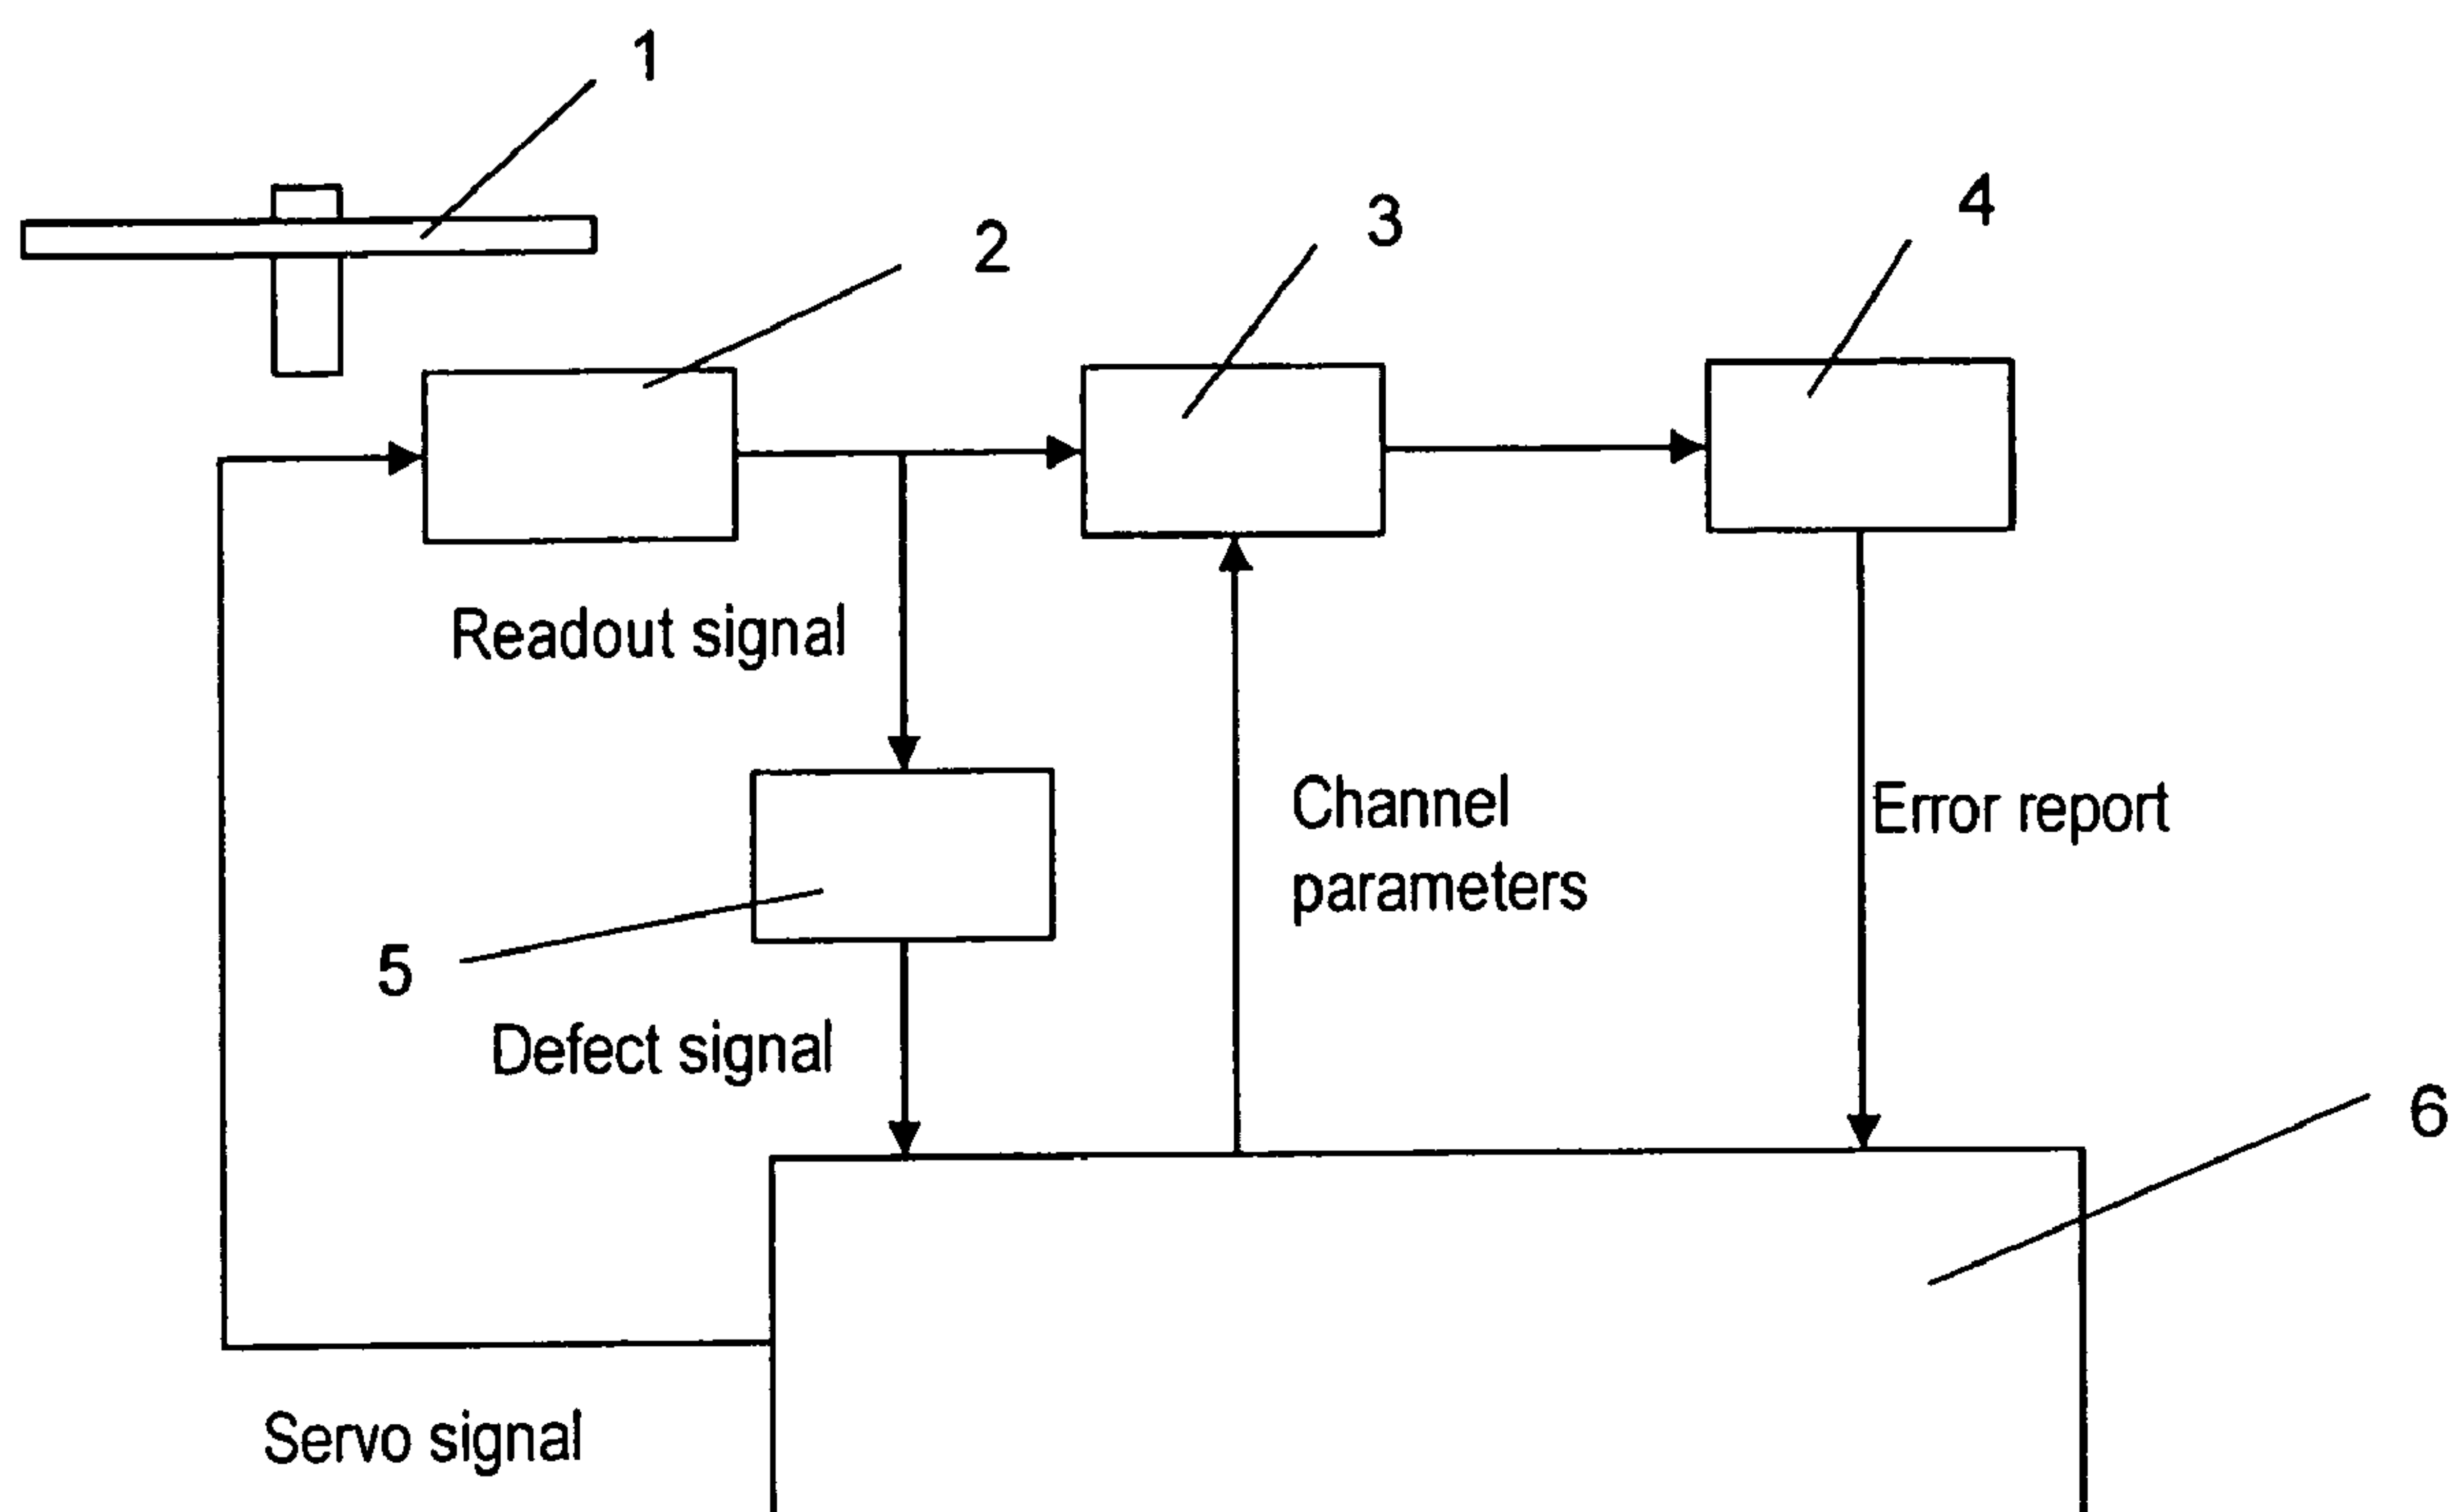 1
2
3
4
Readout signal
Channel
parameters
Error report
5
Defect signal
6
Servo signal